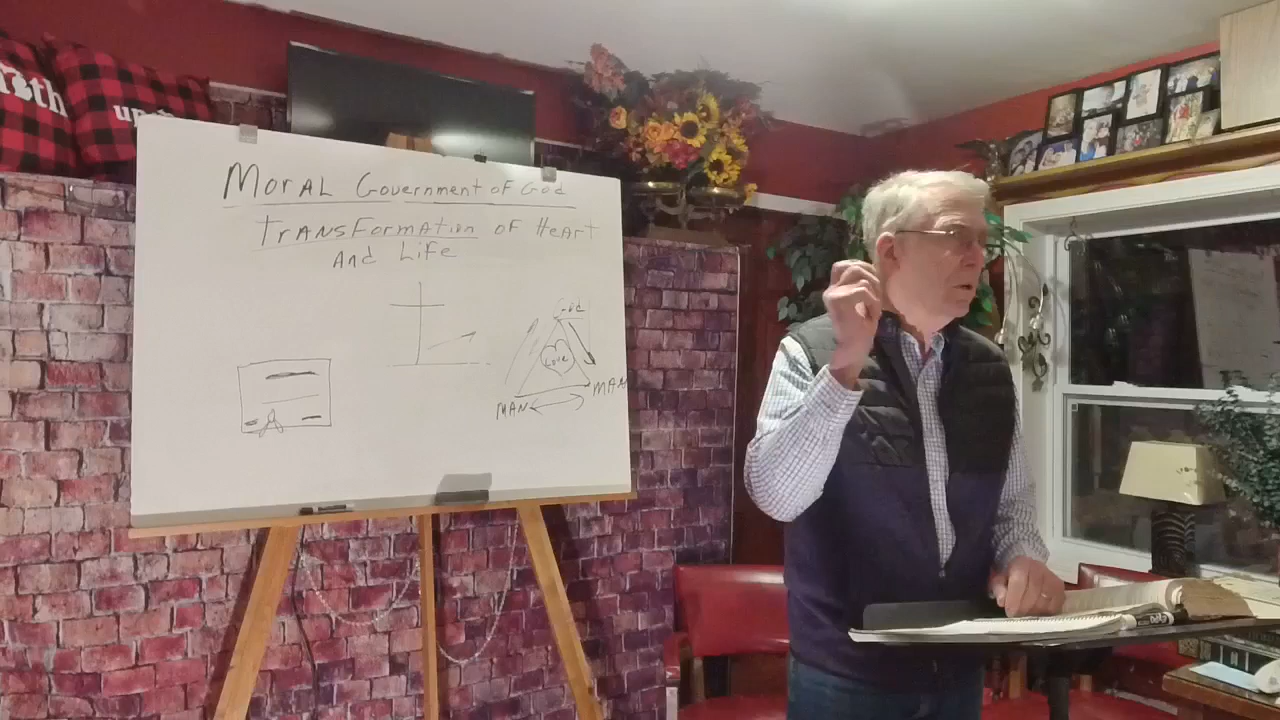 Moral Government of God
Transformation of Heart
And Life
God
Love
MAN
MAN